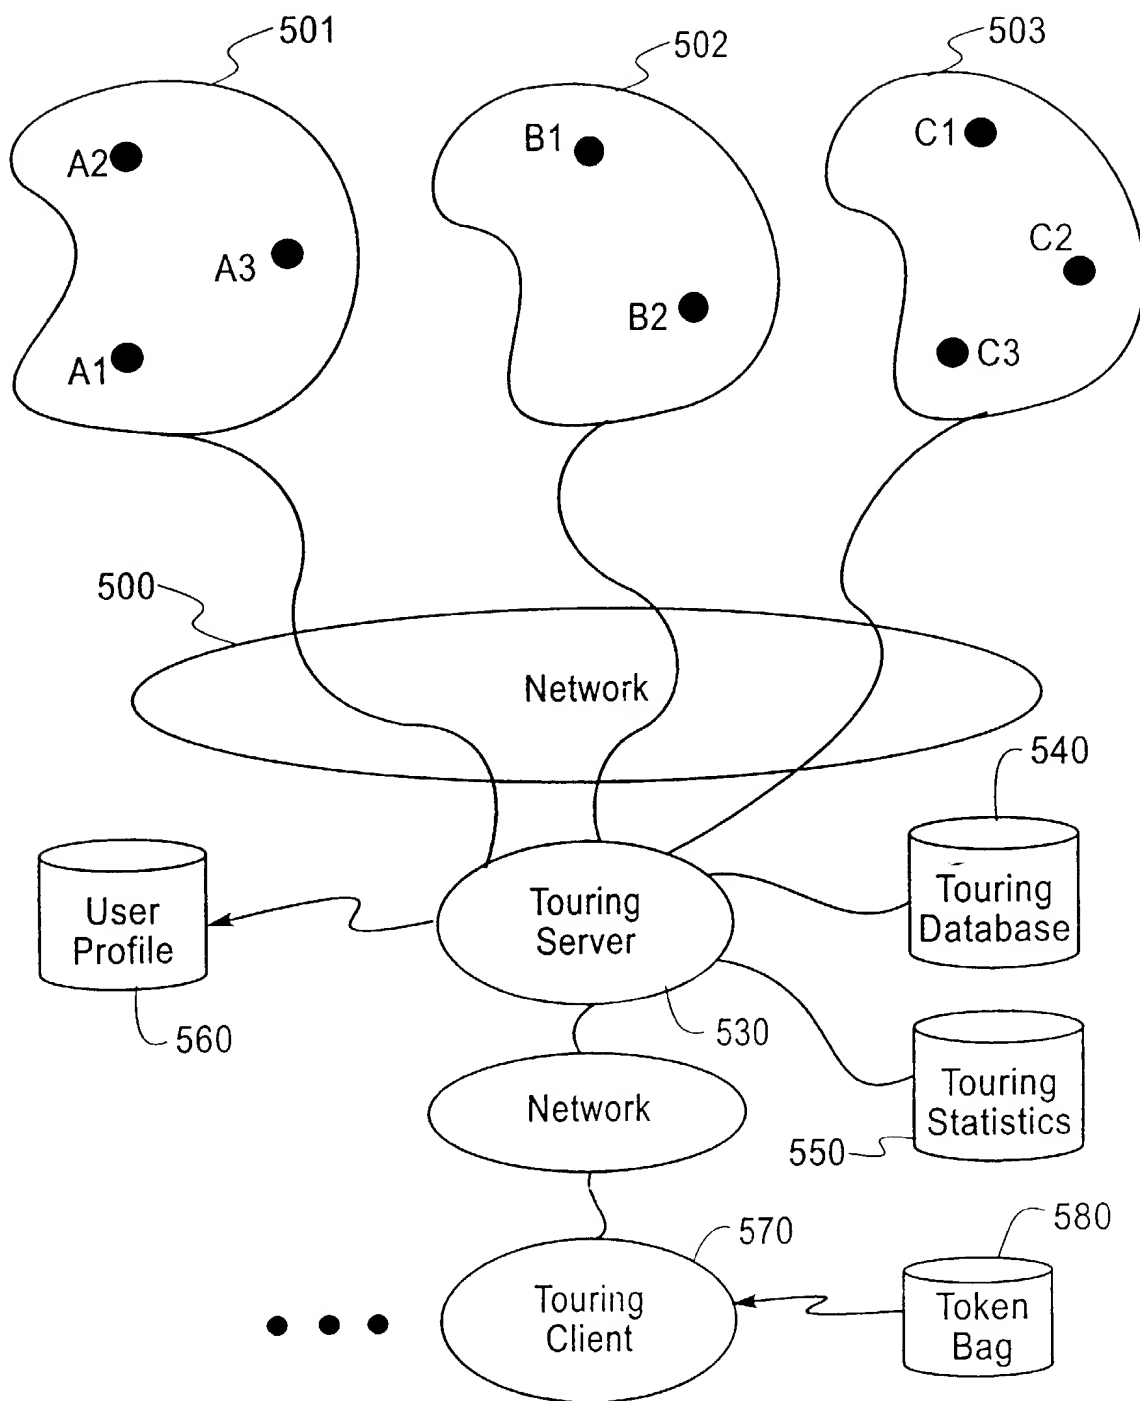 501
502
503
A2
A3
A1
B1
B2
C1
C2
C3
500
Network
540
User
Profile
560
Touring
Server
530
Touring
Database
Touring
Statistics
550
Network
570
580
Touring
Client
Token
Bag